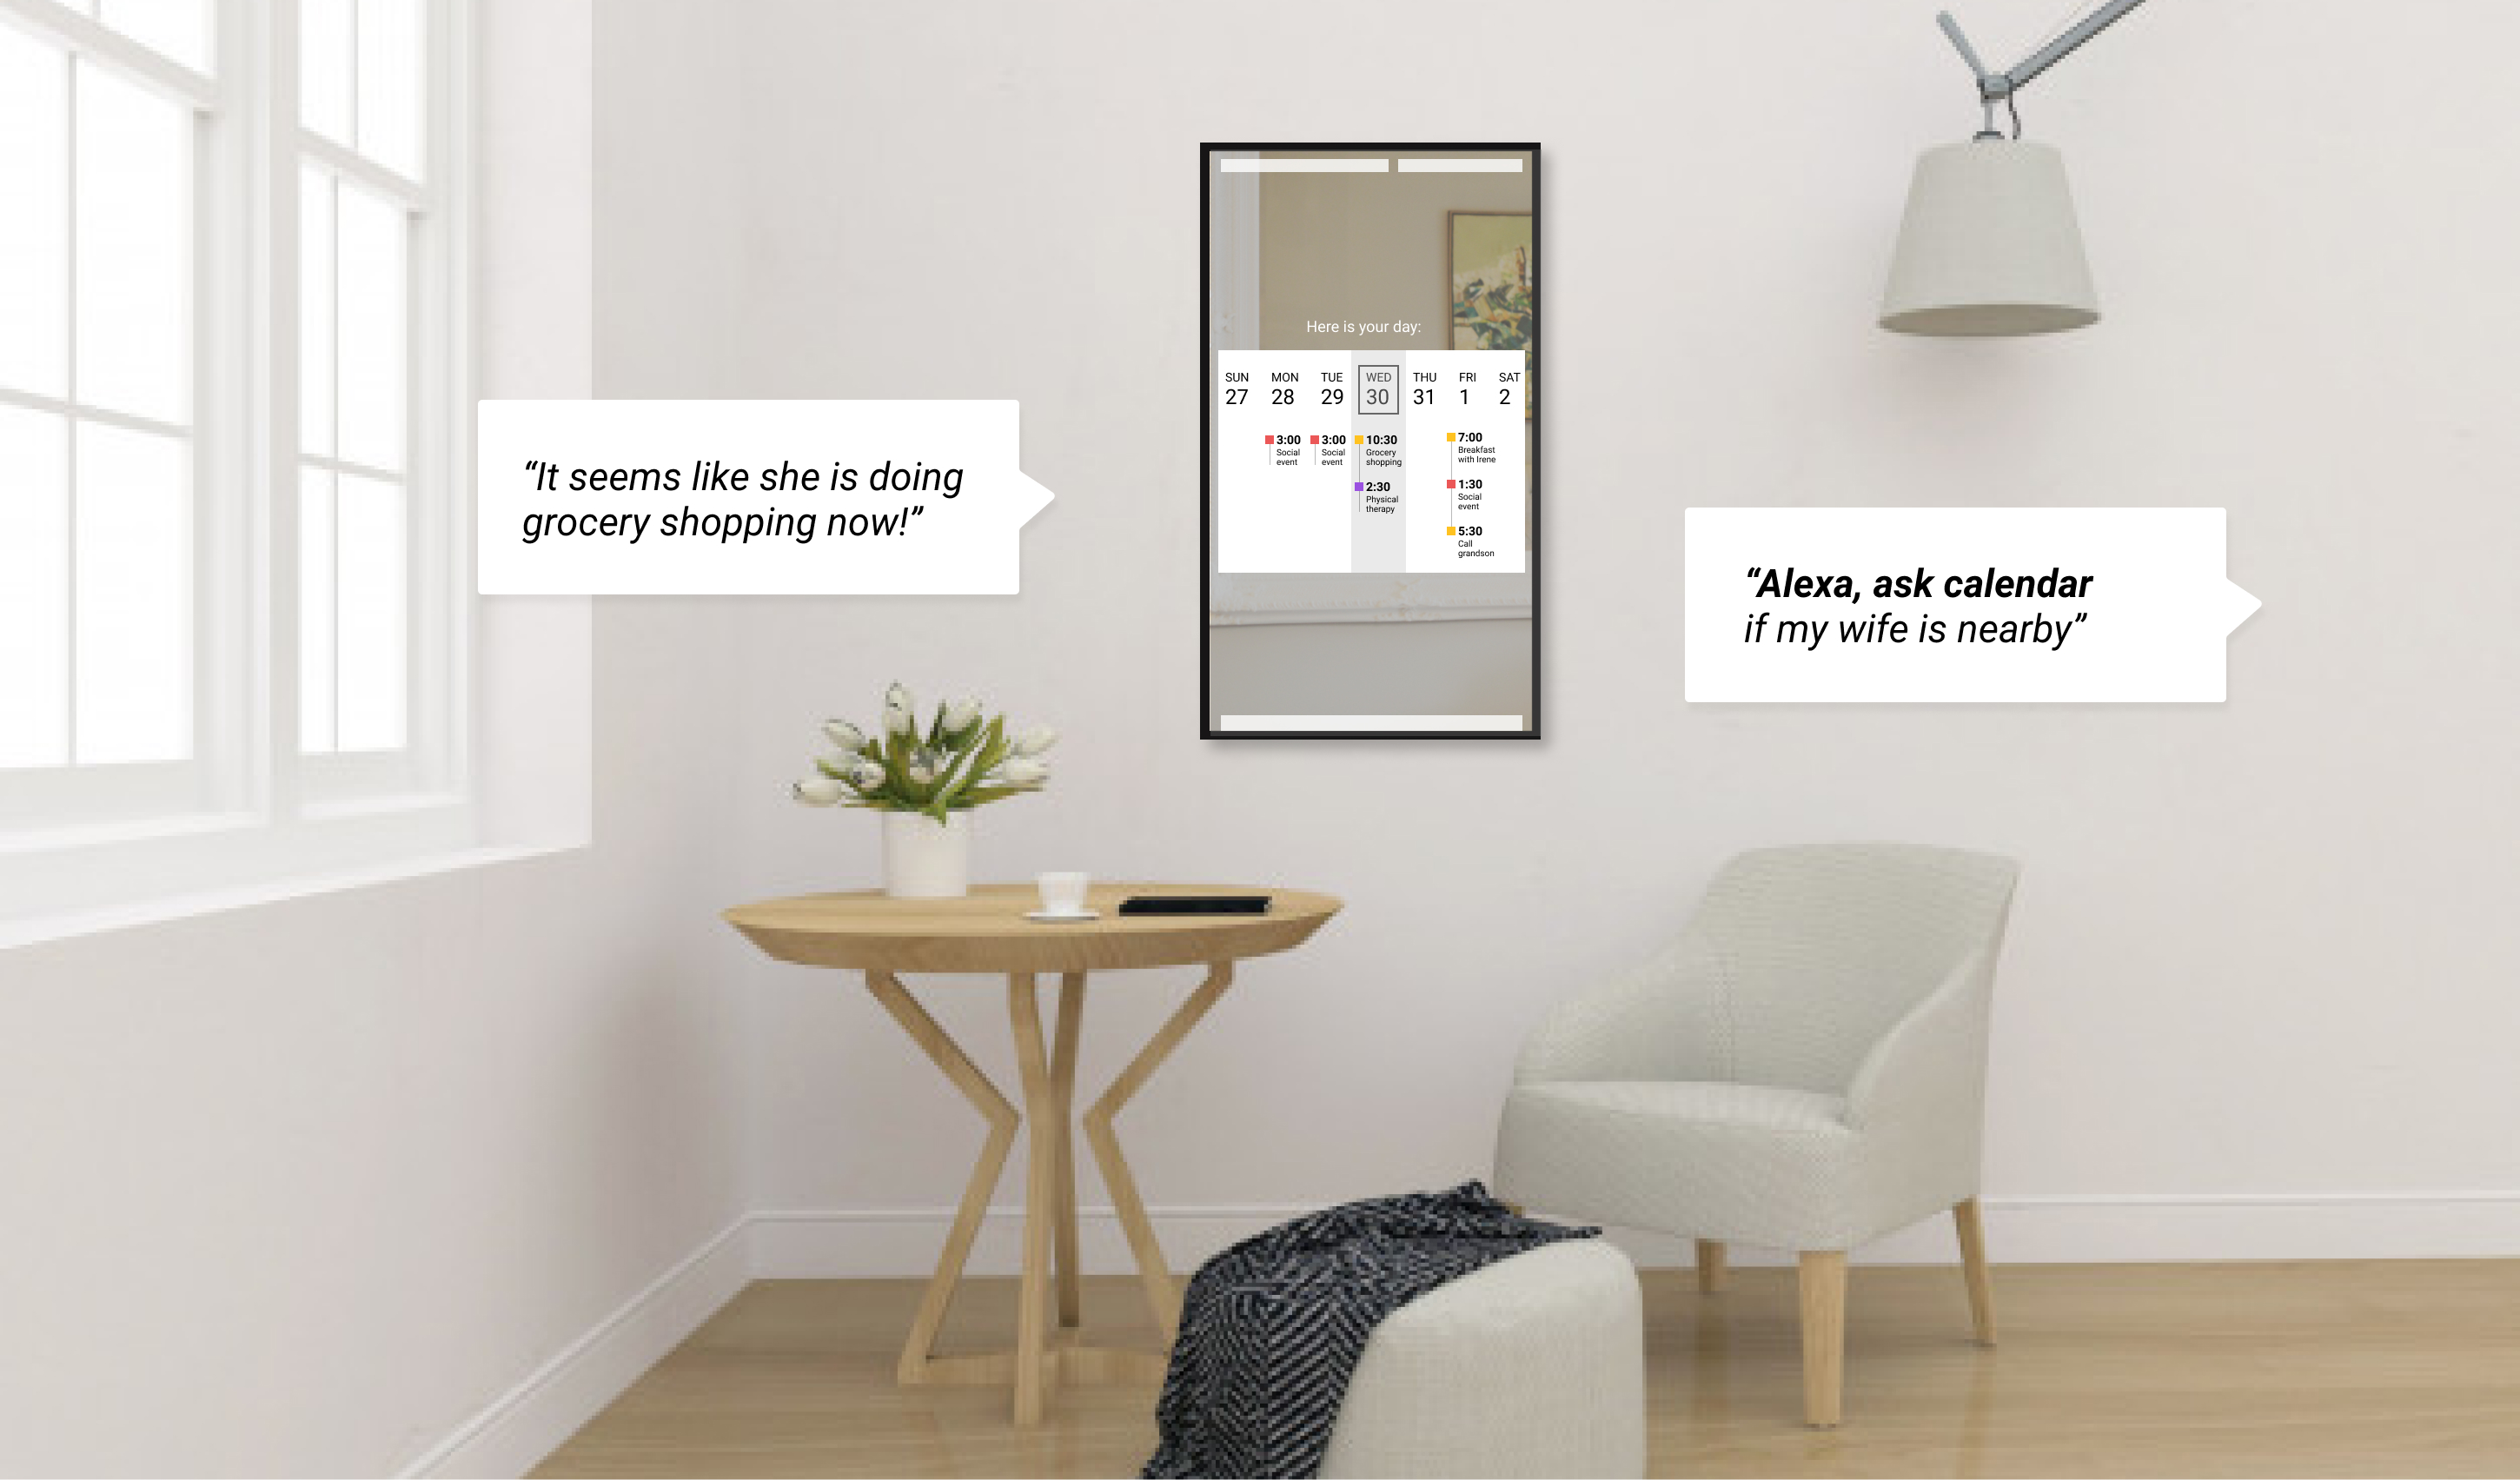 Here is your day:
SUN MON TUE WED THU FRI SAT
27 28 29 30 31 1 2
3:00
Social
event
3:00
Social
event
10:30
Grocery
shopping
2:30
Physical
therapy
7:00
Breakfast
with Irene
1:30
Social
event
5:30
Call
grandson
“It seems like she is doing
grocery shopping now!”
“Alexa, ask calendar
if my wife is nearby”